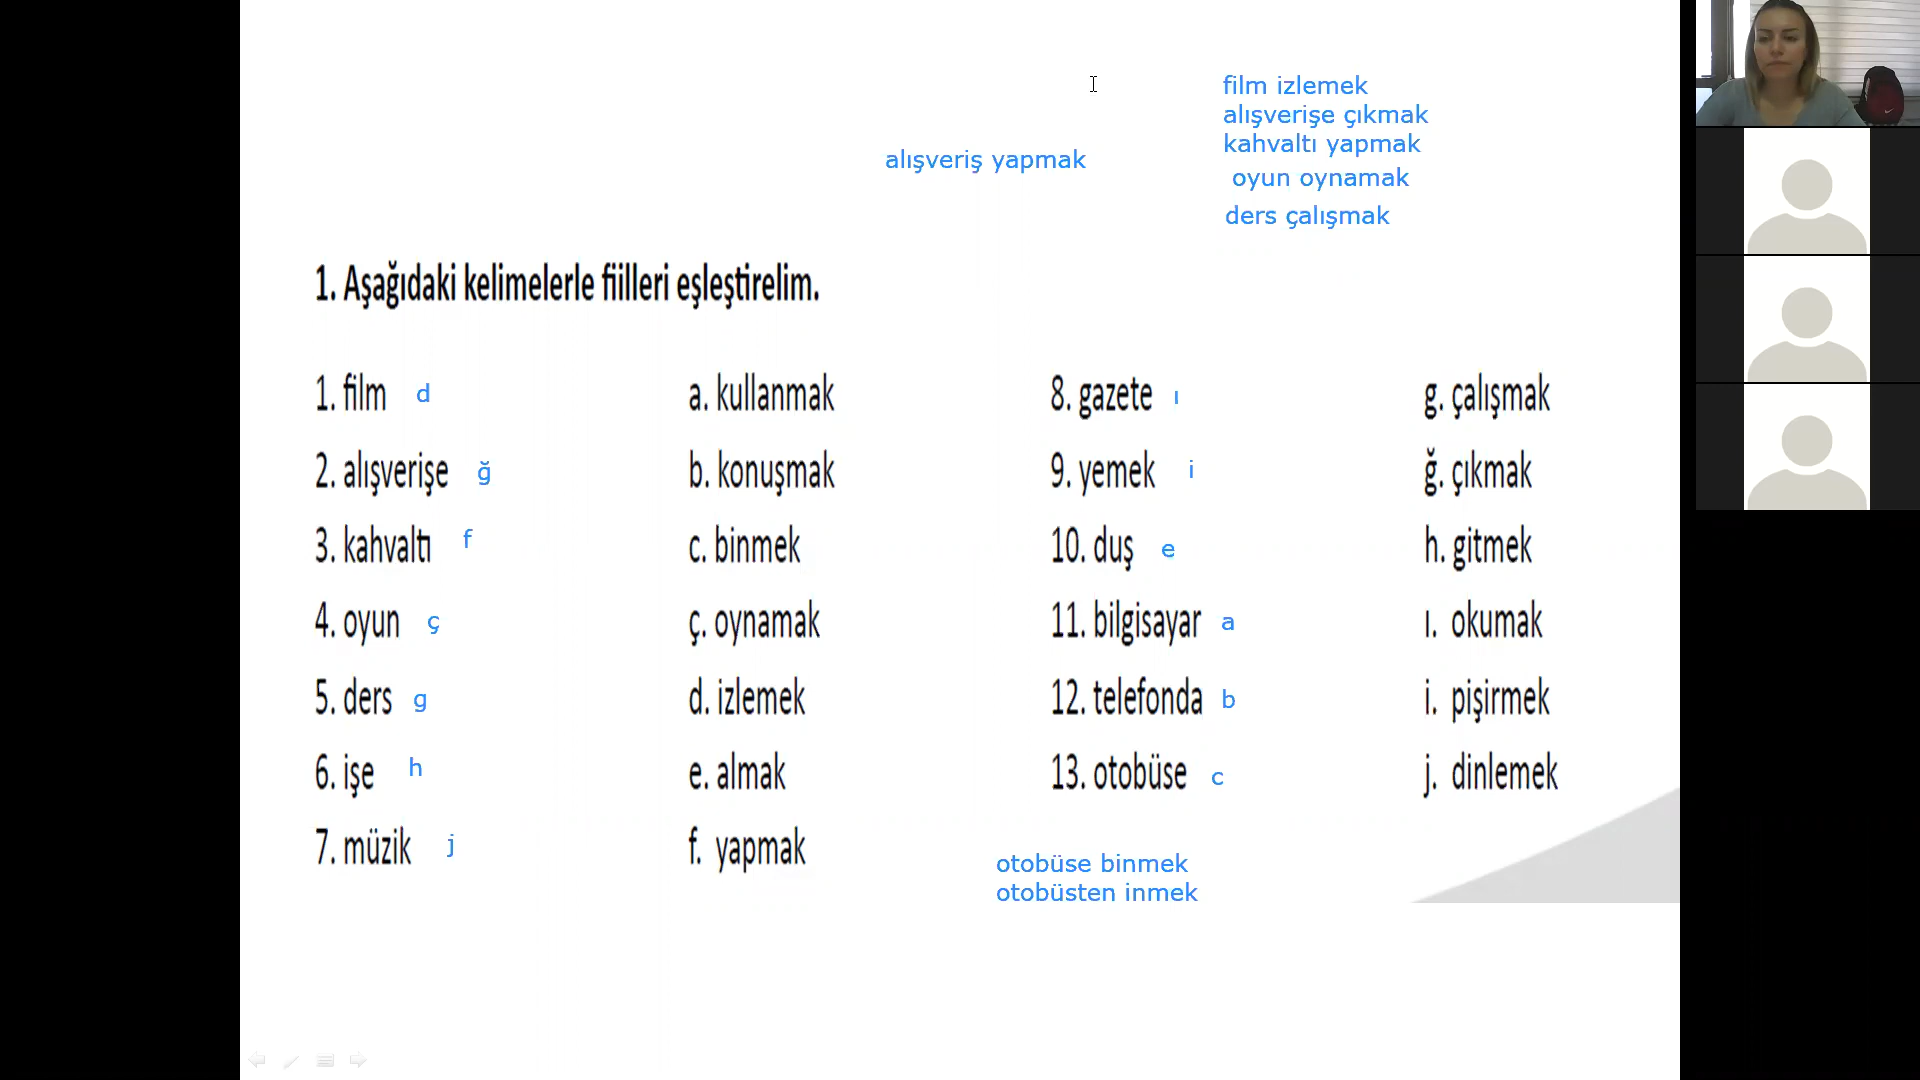 film izlemek
alışverişe çıkmak
kahvaltı yapmak
alışveriş yapmak
oyun oynamak
ders çalışmak
1. Aşağıdaki kelimelerle fiilleri eşleştirelim.
1. film d
2. alışverişe ğ
3. kahvaltı f
4. oyun ç
5. ders g
6. işe h
7. müzik j
a. kullanmak
b. konuşmak
c. binmek
ç. oynamak
d. izlemek
e. almak
f. yapmak
8. gazete ı
9. yemek i
10. duş e
11. bilgisayar a
12. telefonda b
13. otobüse c
g. çalışmak
ğ. çıkmak
h. gitmek
ı. okumak
i. pişirmek
j. dinlemek
otobüse binmek
otobüsten inmek